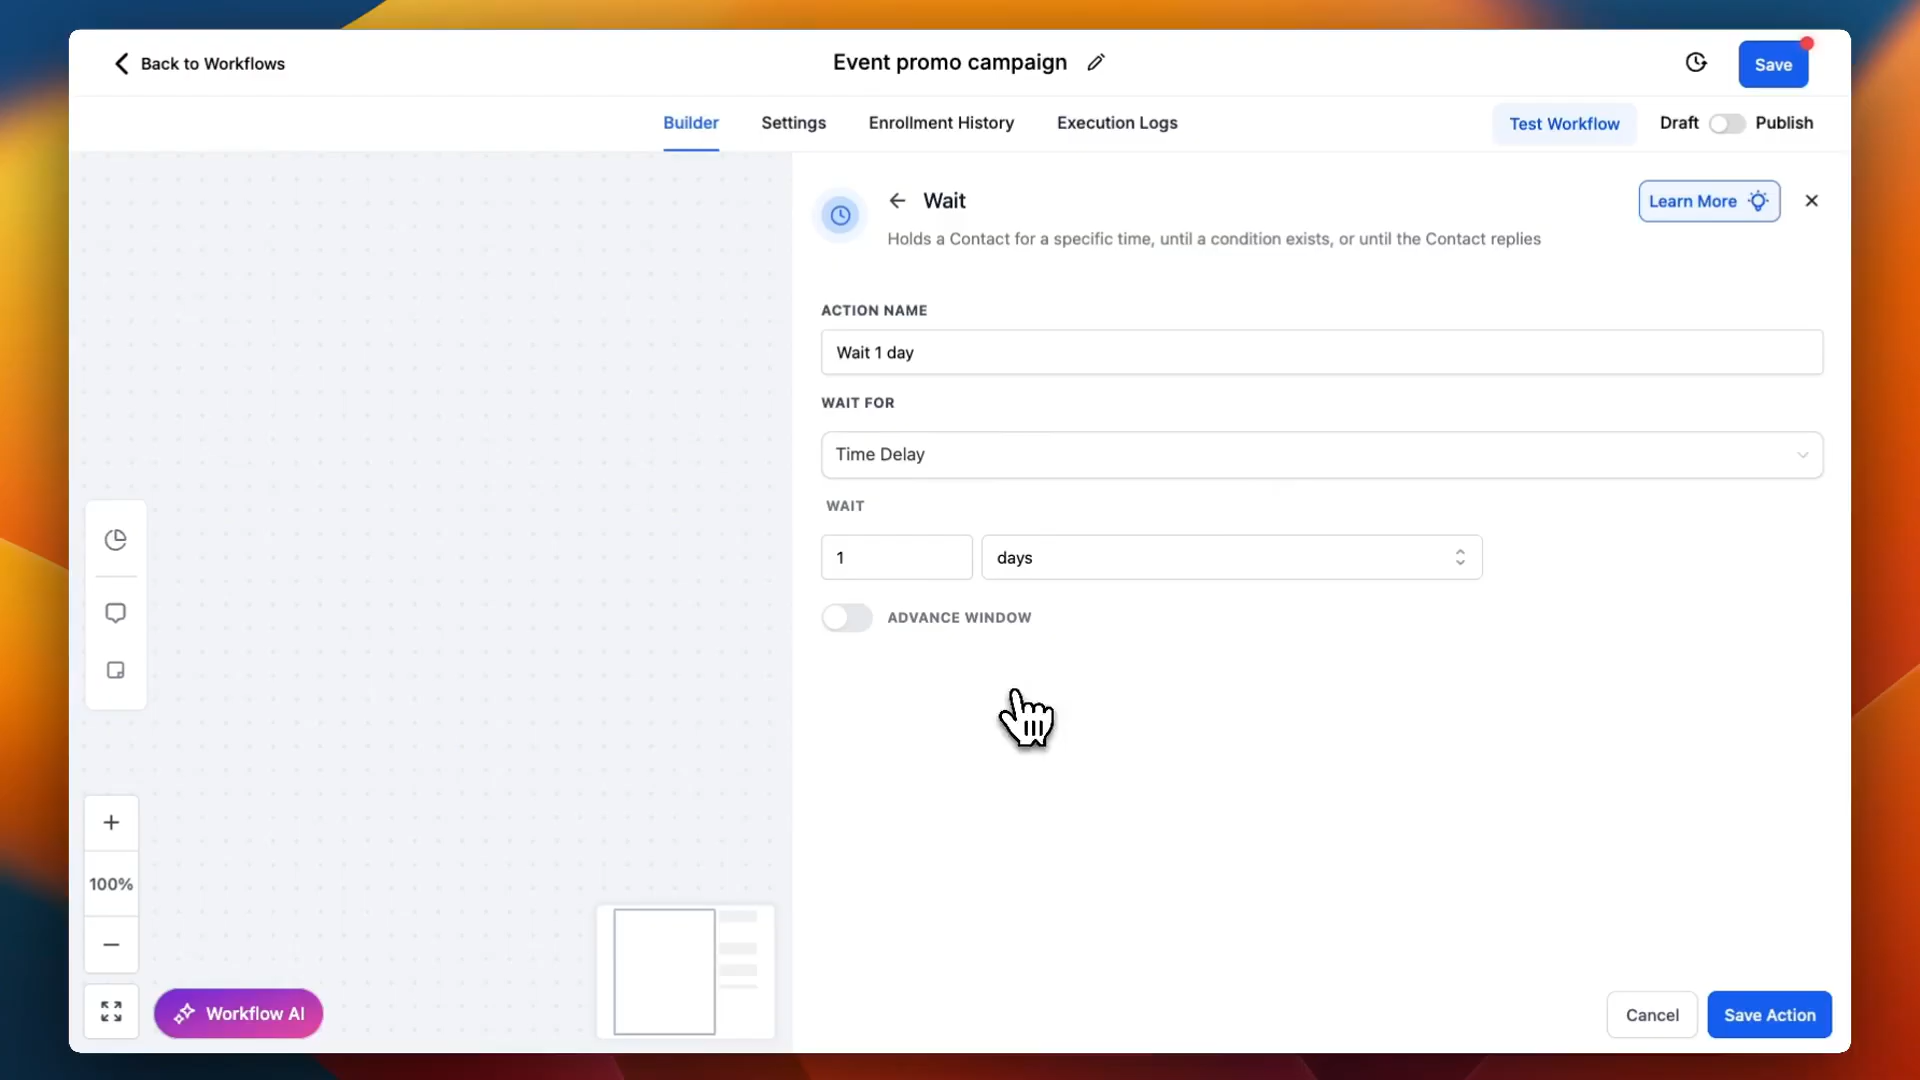 Back to Workflows
Event promo campaign
Save
Builder
Settings
Enrollment History
Execution Logs
Test Workflow
Draft
Publish
Wait
Learn More
Holds a Contact for a specific time, until a condition exists, or until the Contact replies
ACTION NAME
Wait 1 day
WAIT FOR
Time Delay
WAIT
1
days
ADVANCE WINDOW
100%
Workflow AI
Cancel
Save Action